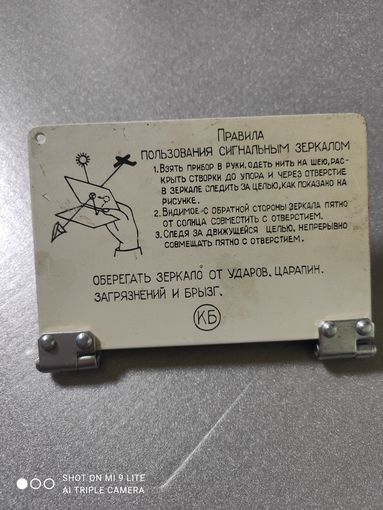 Правила
пользования сигнальным зеркалом
1. Взять прибор в руки, одеть нить на шею, рас-
крыть створки до упора и через отверстие
в зеркале следить за целью, как показано на
рисунке.
2. Видимое с обратной стороны зеркала пятно
от солнца совместить с отверстием.
3. Следя за движущейся целью, непрерывно
совмещать пятно с отверстием.
Оберегать зеркало от ударов, царапин,
загрязнений и брызг.
КБ
SHOT ON MI 9 LITE
AI TRIPLE CAMERA